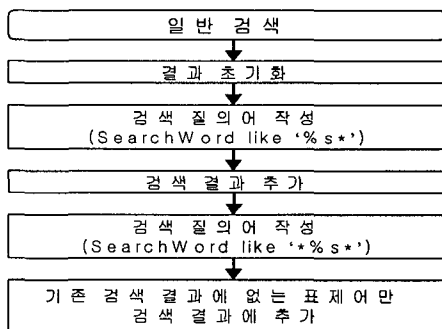 일반 검색
결과 초기화
검색 질의어 작성
(SearchWord like ‘%s*’)
검색 결과 추가
검색 질의어 작성
(SearchWord like ‘*%s*’)
기존 검색 결과에 없는 표제어만
검색 결과에 추가